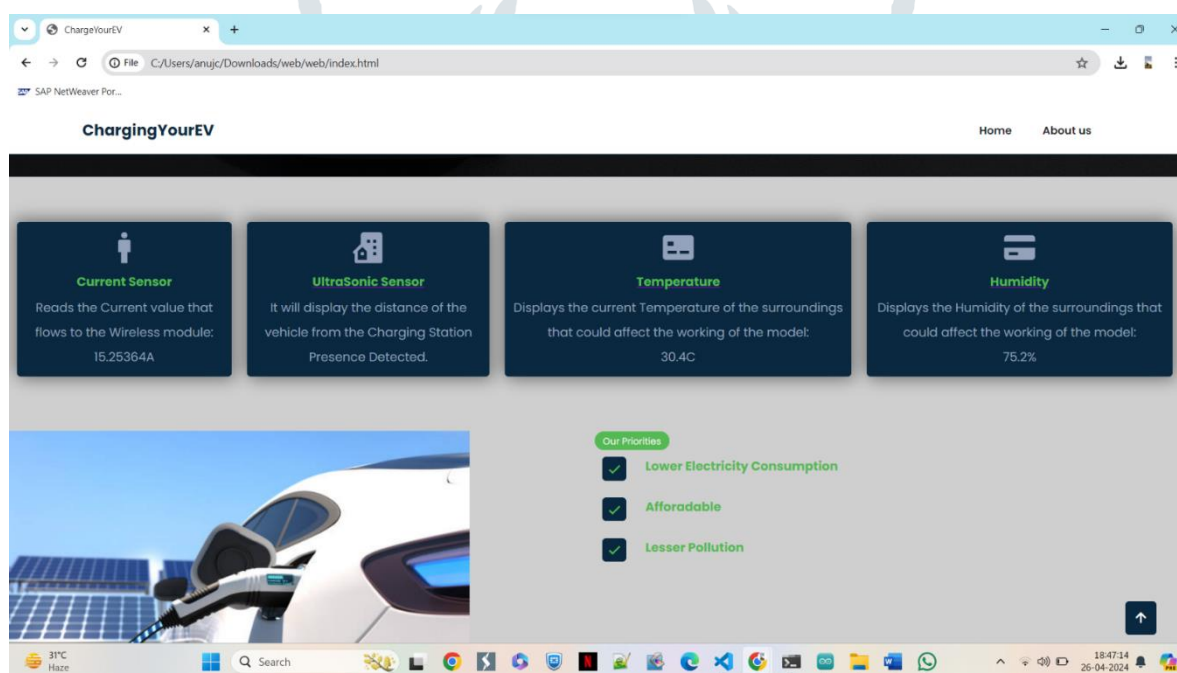 ChargeYourEV
File C:/Users/anujc/Downloads/web/web/index.html
SAP NetWeaver Por...
ChargingYourEV
Home About us
Current Sensor
Reads the Current value that
flows to the Wireless module:
15.25364A
UltraSonic Sensor
It will display the distance of the
vehicle from the Charging Station
Presence Detected.
Temperature
Displays the current Temperature of the surroundings
that could affect the working of the model:
30.4C
Humidity
Displays the Humidity of the surroundings that
could affect the working of the model:
75.2%
Our Priorities
Lower Electricity Consumption
Afforadable
Lesser Pollution
31°C
Haze
Search
18:47:14
26-04-2024